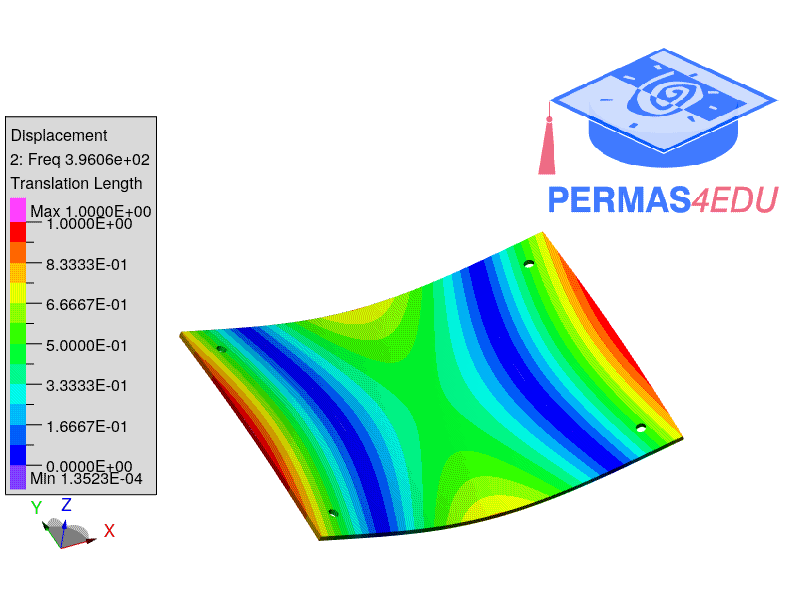 Displacement
2: Freq 3.9606e+02
Translation Length
Max 1.0000E+00
1.0000E+00
8.3333E-01
6.6667E-01
5.0000E-01
3.3333E-01
1.6667E-01
0.0000E+00
Min 1.3523E-04
Y
Z
X
PERMAS4EDU